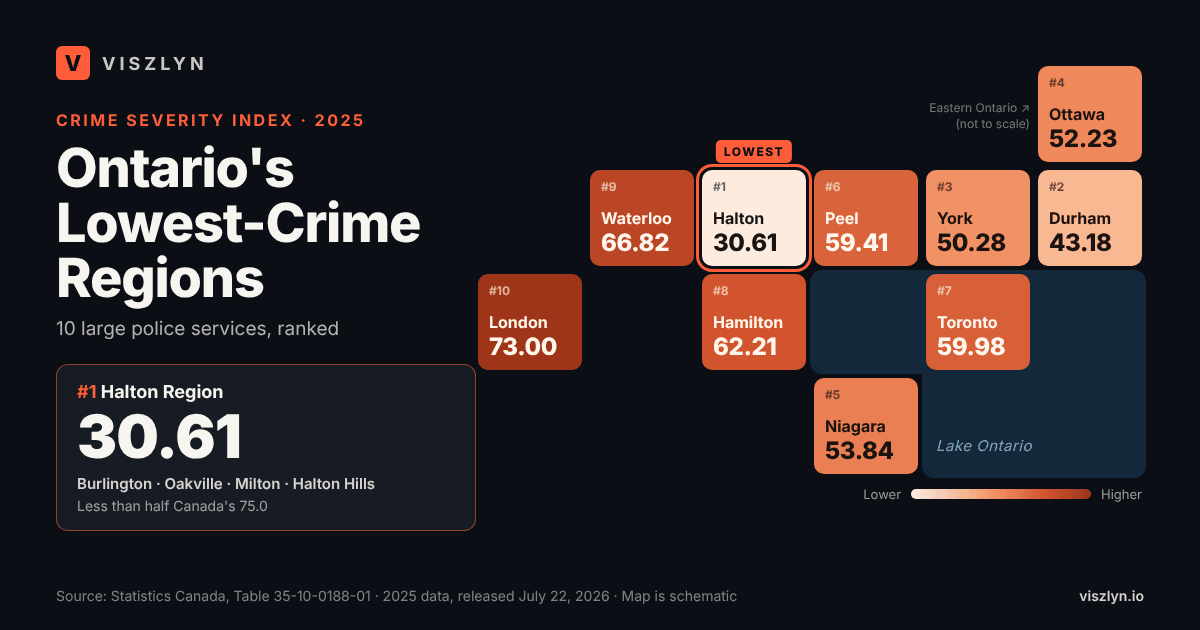 V VISZLYN
CRIME SEVERITY INDEX · 2025
Ontario's
Lowest-Crime
Regions
10 large police services, ranked
#1 Halton Region
30.61
Burlington · Oakville · Milton · Halton Hills
Less than half Canada's 75.0
Eastern Ontario ↗
(not to scale)
#4
Ottawa
52.23
LOWEST
#9
Waterloo
66.82
#1
Halton
30.61
#6
Peel
59.41
#3
York
50.28
#2
Durham
43.18
#10
London
73.00
#8
Hamilton
62.21
#7
Toronto
59.98
#5
Niagara
53.84
Lake Ontario
Lower Higher
Source: Statistics Canada, Table 35-10-0188-01 · 2025 data, released July 22, 2026 · Map is schematic
viszlyn.io